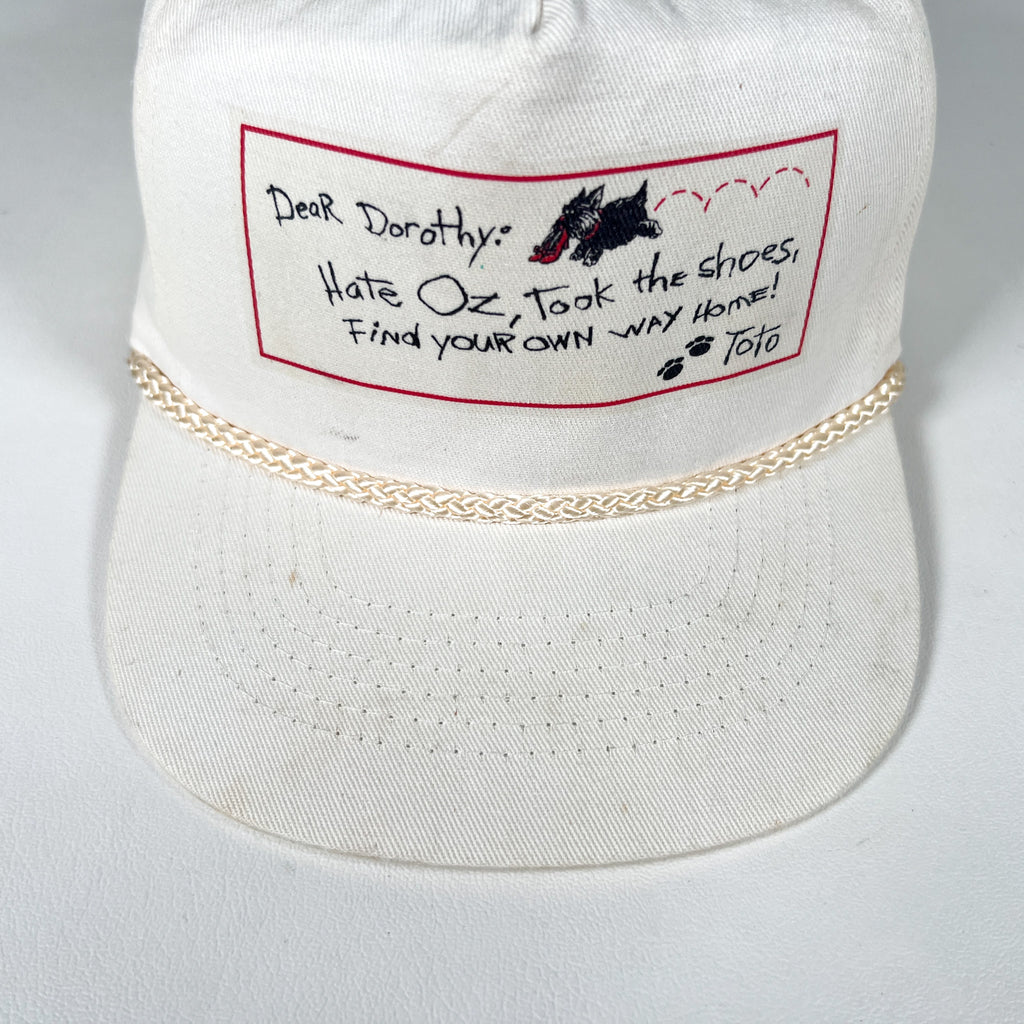 Dear Dorothy:
Hate Oz, Took the shoes,
Find your own way Home!
Toto